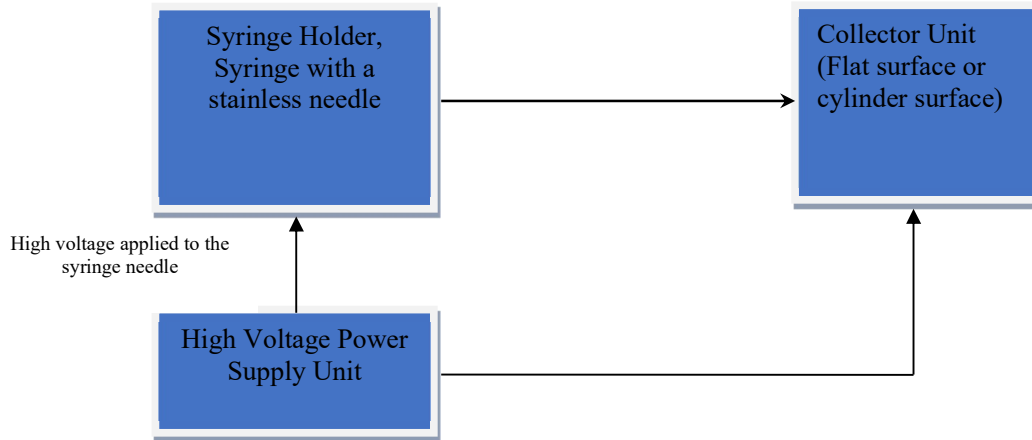 Syringe Holder,
Syringe with a
stainless needle
Collector Unit
(Flat surface or
cylinder surface)
High voltage applied to the
syringe needle
High Voltage Power
Supply Unit